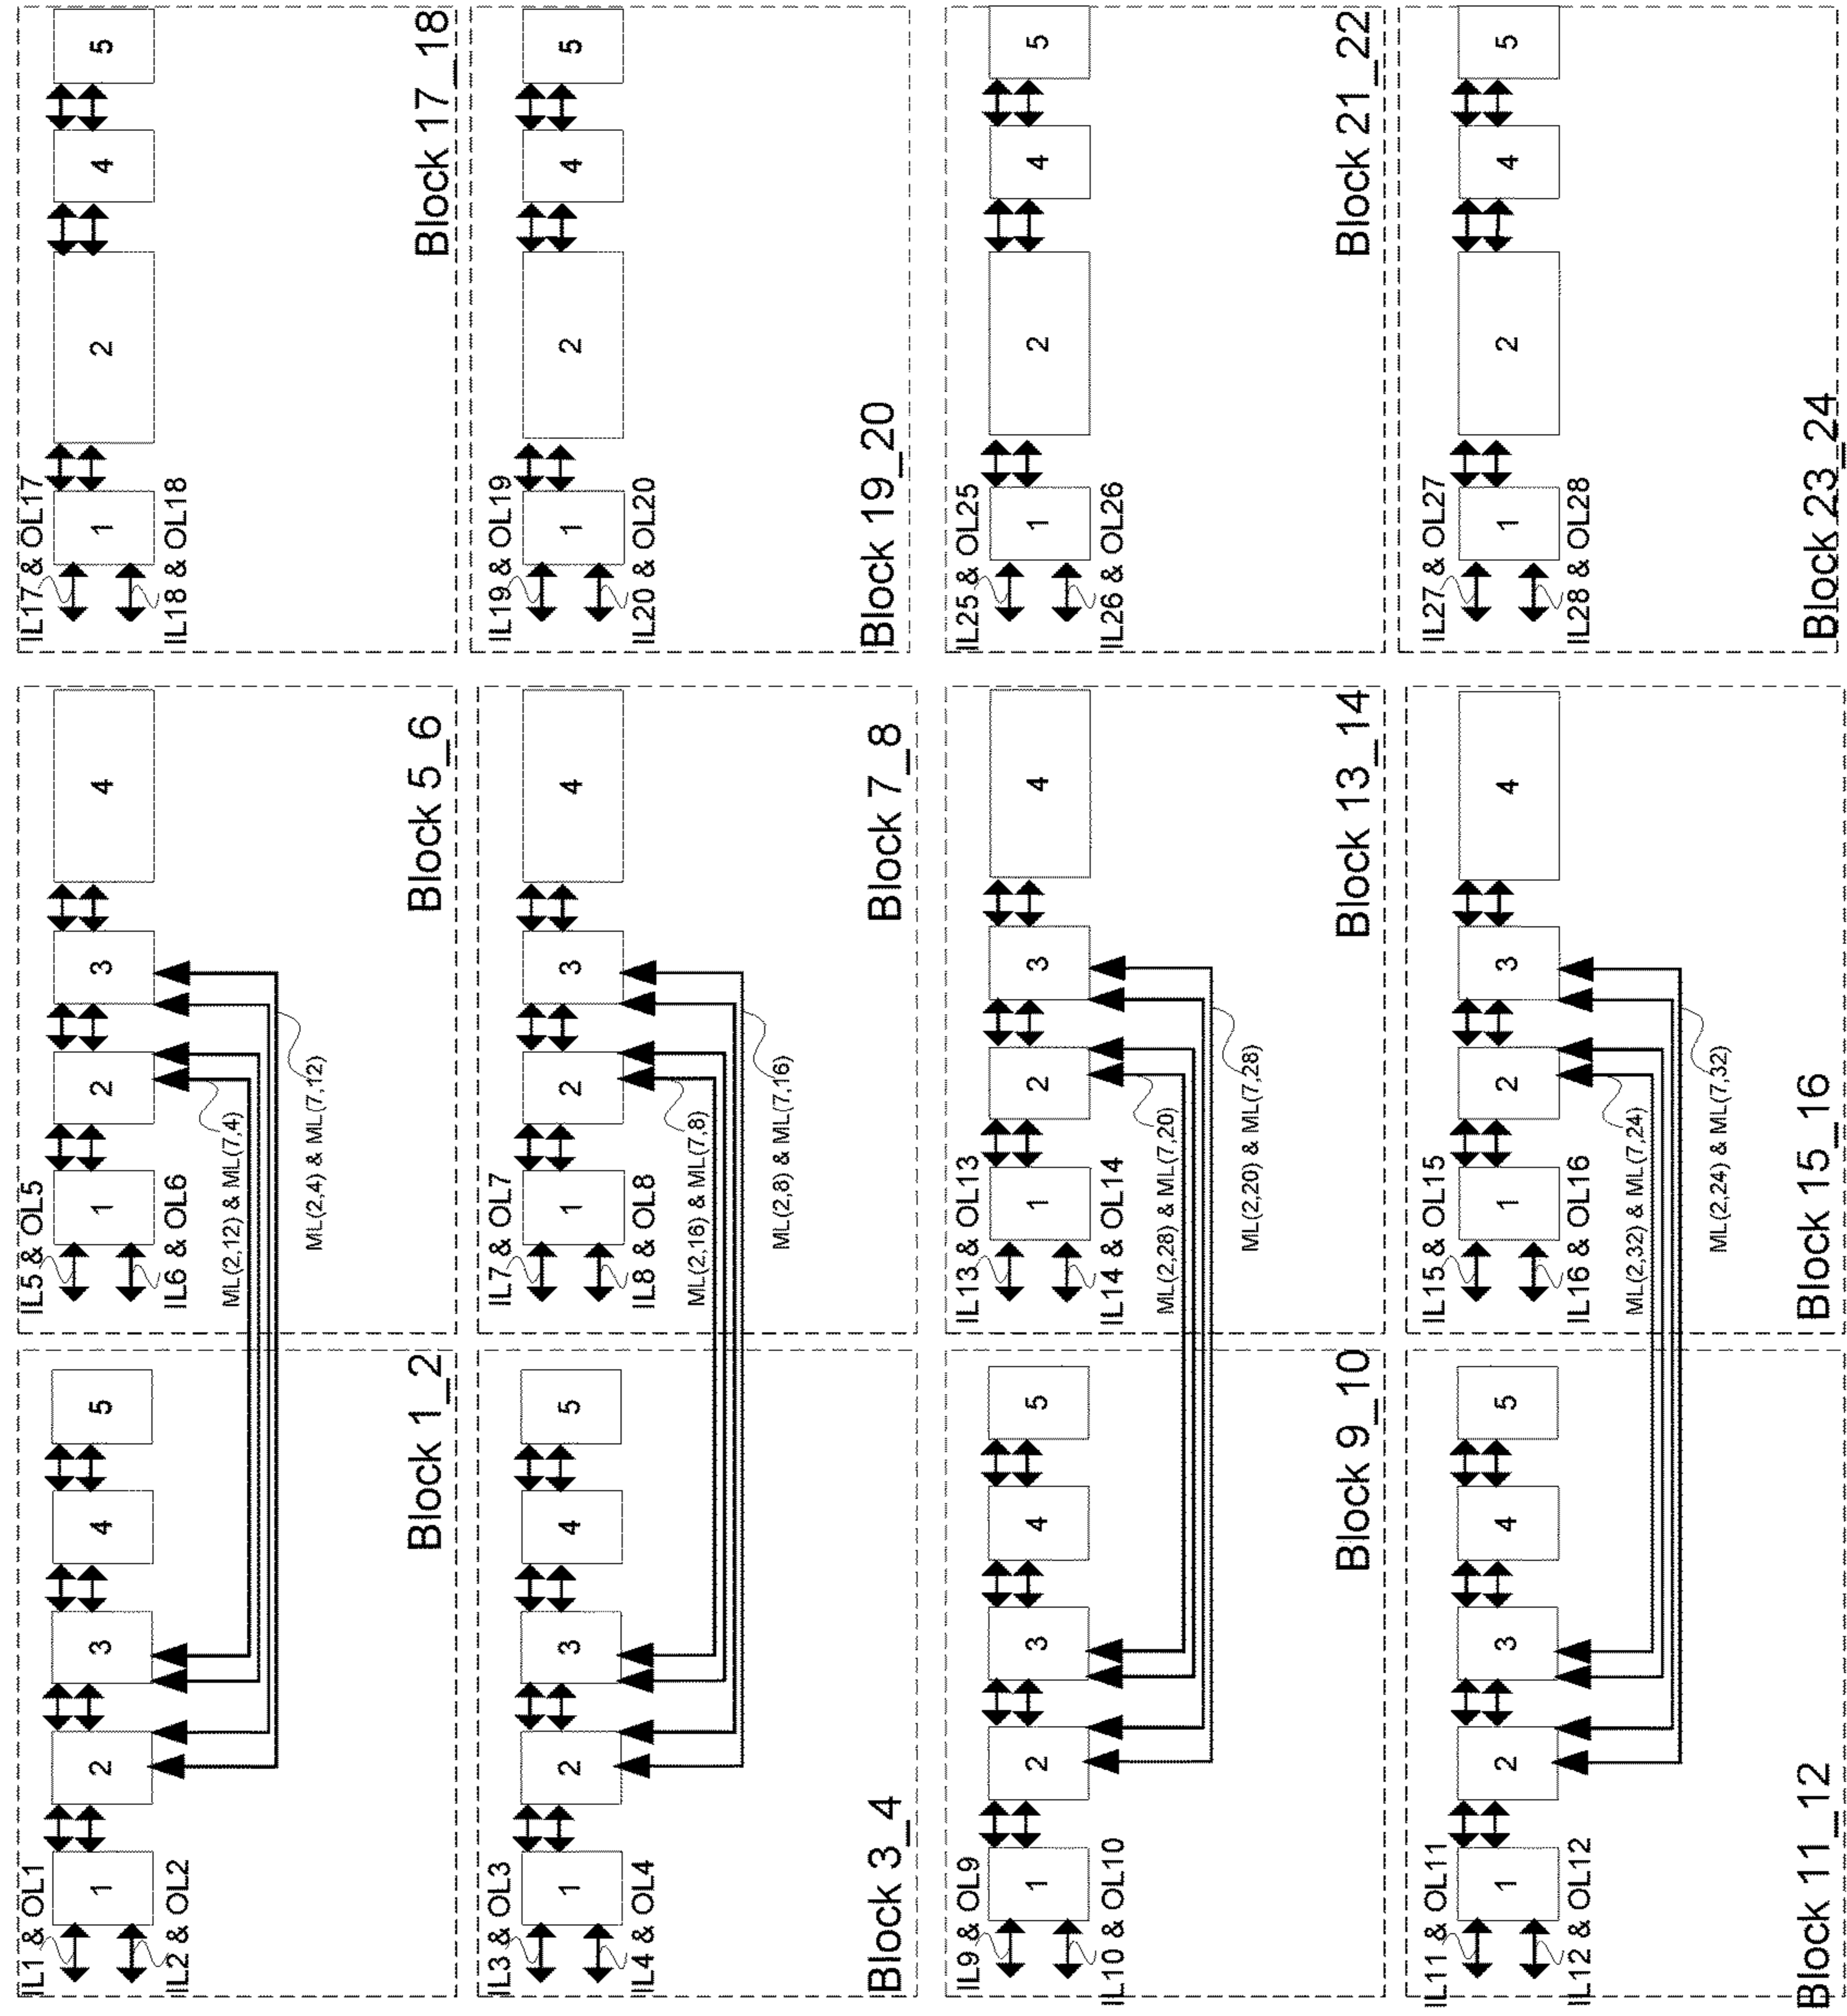 IL1 & OL1
1
2
3
4
5
IL2 & OL2
Block 1_2
IL5 & OL5
1
2
3
4
IL6 & OL6
ML(2,12) & ML(7,4)
ML(2,4) & ML(7,12)
Block 5_6
IL17 & OL17
1
2
4
5
IL18 & OL18
Block 17_18
IL3 & OL3
1
2
3
4
5
IL4 & OL4
Block 3_4
IL7 & OL7
1
2
3
4
IL8 & OL8
ML(2,16) & ML(7,8)
ML(2,8) & ML(7,16)
Block 7_8
IL19 & OL19
1
2
4
5
IL20 & OL20
Block 19_20
IL9 & OL9
1
2
3
4
5
IL10 & OL10
Block 9_10
IL13 & OL13
1
2
3
4
IL14 & OL14
ML(2,28) & ML(7,20)
ML(2,20) & ML(7,28)
Block 13_14
IL25 & OL25
1
2
4
5
IL26 & OL26
Block 21_22
IL11 & OL11
1
2
3
4
5
IL12 & OL12
Block 11_12
IL15 & OL15
1
2
3
4
IL16 & OL16
ML(2,32) & ML(7,24)
ML(2,24) & ML(7,32)
Block 15_16
IL27 & OL27
1
2
4
5
IL28 & OL28
Block 23_24